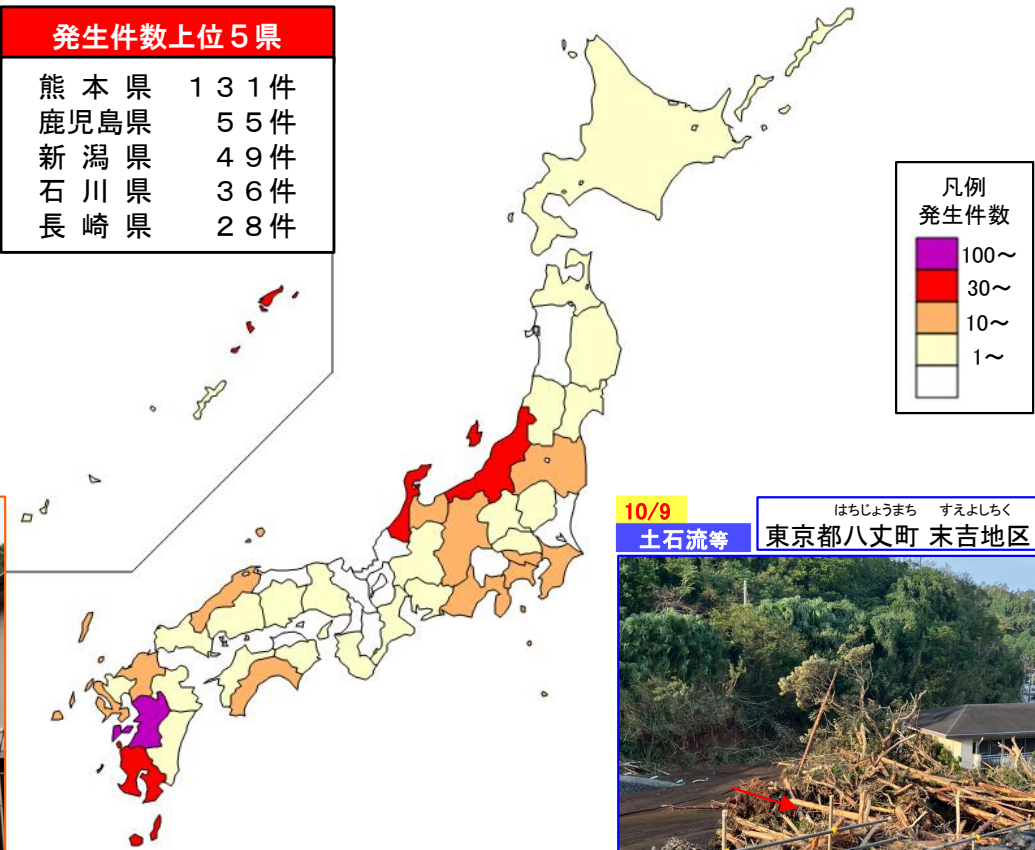 発生件数上位５県
熊本県 １３１件
鹿児島県 ５５件
新潟県 ４９件
石川県 ３６件
長崎県 ２８件
凡例
発生件数
100～
30～
10～
1～
10/9
土石流等
はちじょうまち すえよしちく
東京都八丈町 末吉地区